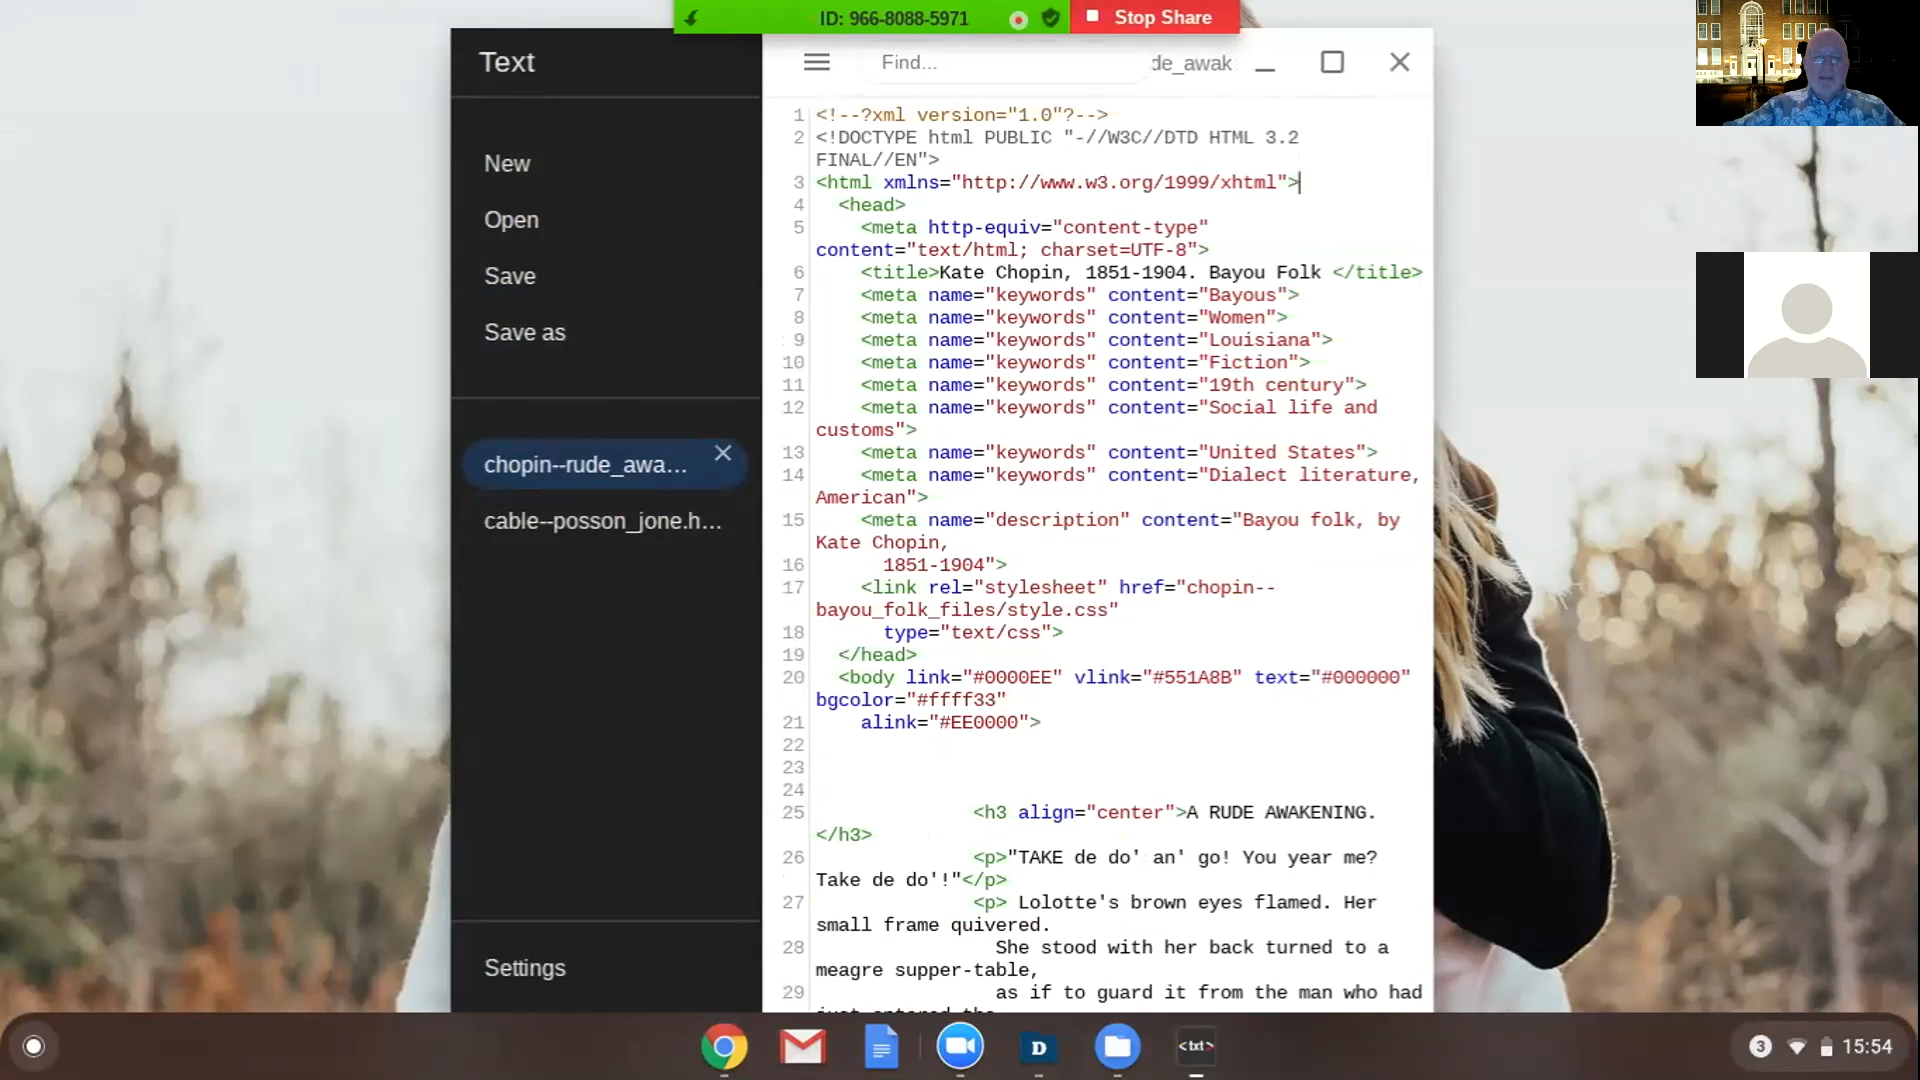 ID: 966-8088-5971
Stop Share
Text
New
Open
Save
Save as
chopin--rude_awa...
cable--posson_jone.h...
Settings
Find...
de_awak
1 <!--?xml version="1.0"?-->
2 <!DOCTYPE html PUBLIC "-//W3C//DTD HTML 3.2
FINAL//EN">
3 <html xmlns="http://www.w3.org/1999/xhtml">
4 <head>
5 <meta http-equiv="content-type"
content="text/html; charset=UTF-8">
6 <title>Kate Chopin, 1851-1904. Bayou Folk </title>
7 <meta name="keywords" content="Bayous">
8 <meta name="keywords" content="Women">
9 <meta name="keywords" content="Louisiana">
10 <meta name="keywords" content="Fiction">
11 <meta name="keywords" content="19th century">
12 <meta name="keywords" content="Social life and
customs">
13 <meta name="keywords" content="United States">
14 <meta name="keywords" content="Dialect literature,
American">
15 <meta name="description" content="Bayou folk, by
Kate Chopin,
16 1851-1904">
17 <link rel="stylesheet" href="chopin--
bayou_folk_files/style.css"
18 type="text/css">
19 </head>
20 <body link="#0000EE" vlink="#551A8B" text="#000000"
bgcolor="#ffff33"
21 alink="#EE0000">
22
23
24
25 <h3 align="center">A RUDE AWAKENING.
</h3>
26 <p>"TAKE de do' an' go! You year me?
Take de do'!"</p>
27 <p> Lolotte's brown eyes flamed. Her
small frame quivered.
28 She stood with her back turned to a
meagre supper-table,
29 as if to guard it from the man who had
D
<txt>
3
15:54